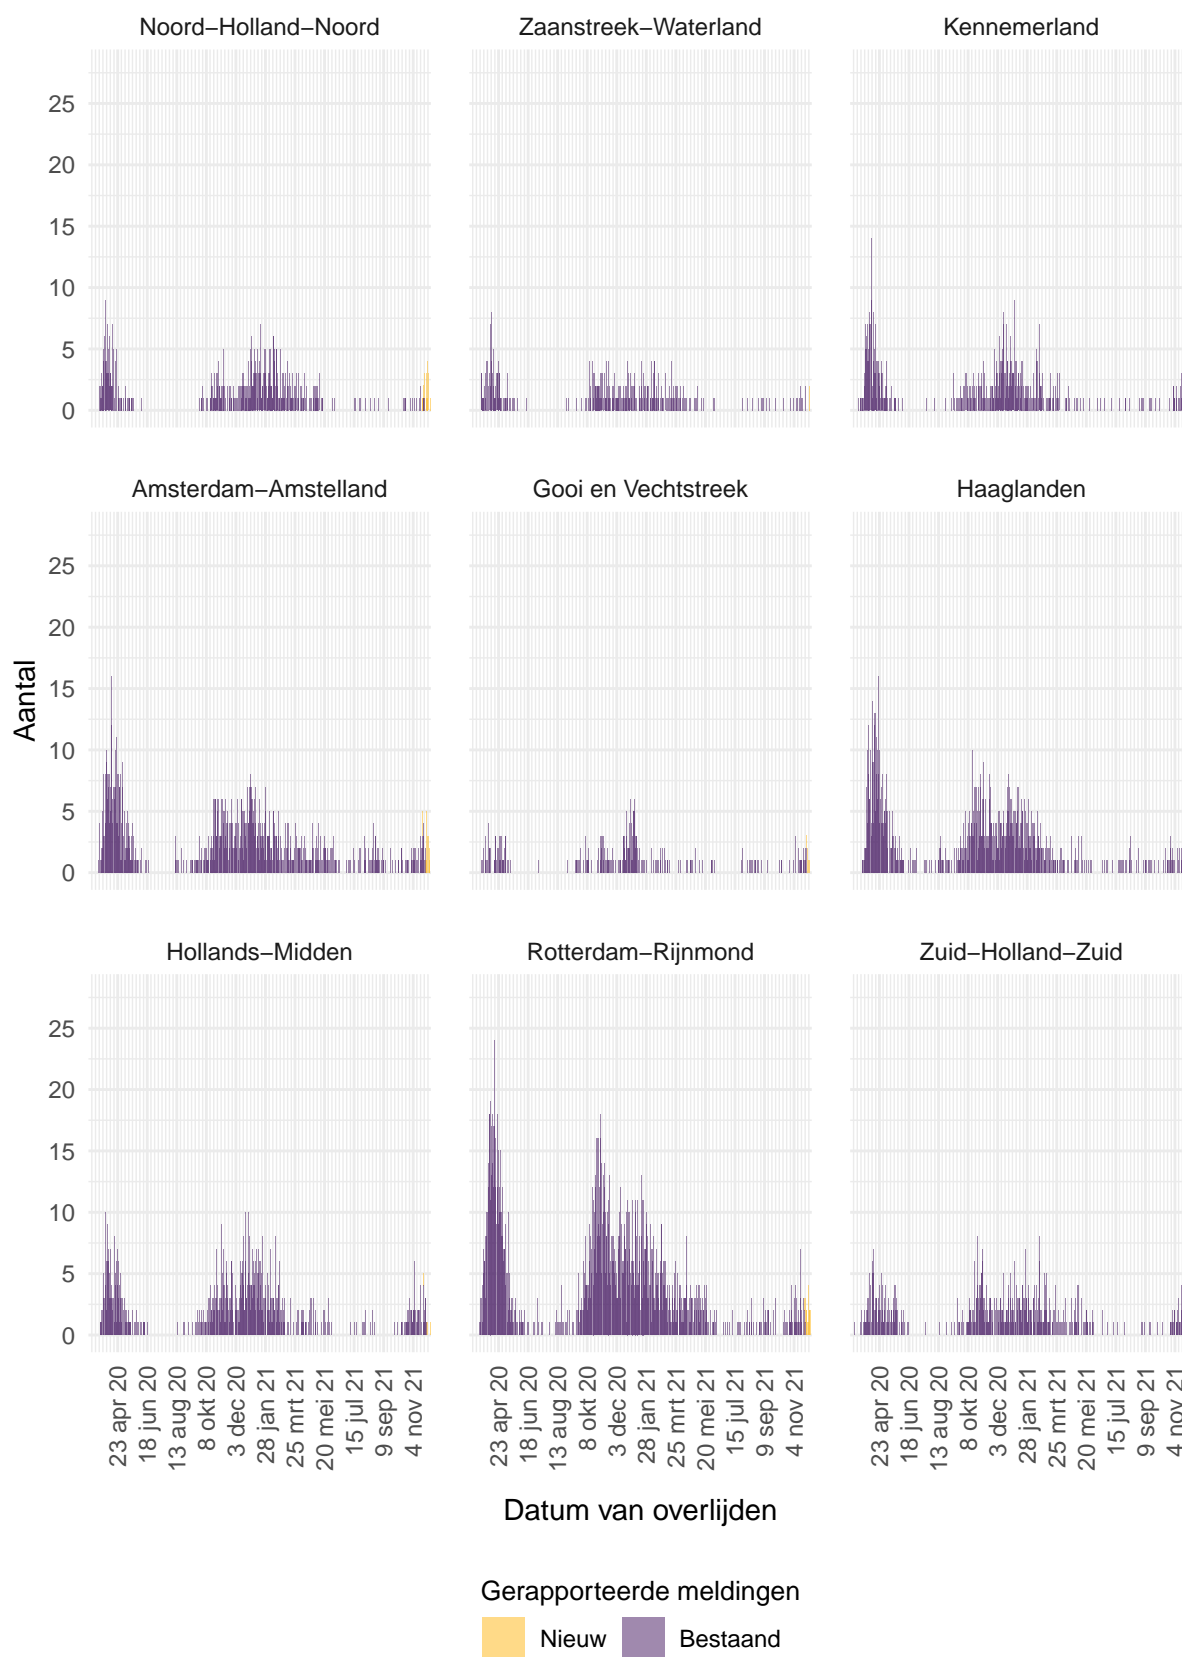 Noord−Holland−Noord
Zaanstreek−Waterland
Kennemerland
25
20
15
10
5
0
Amsterdam−Amstelland
Gooi en Vechtstreek
Haaglanden
25
20
15
10
5
0
Aantal
Hollands−Midden
Rotterdam−Rijnmond
Zuid−Holland−Zuid
25
20
15
10
5
0
23 apr 20
18 jun 20
13 aug 20
8 okt 20
3 dec 20
28 jan 21
25 mrt 21
20 mei 21
15 jul 21
9 sep 21
4 nov 21
23 apr 20
18 jun 20
13 aug 20
8 okt 20
3 dec 20
28 jan 21
25 mrt 21
20 mei 21
15 jul 21
9 sep 21
4 nov 21
23 apr 20
18 jun 20
13 aug 20
8 okt 20
3 dec 20
28 jan 21
25 mrt 21
20 mei 21
15 jul 21
9 sep 21
4 nov 21
Datum van overlijden
Gerapporteerde meldingen
Nieuw
Bestaand